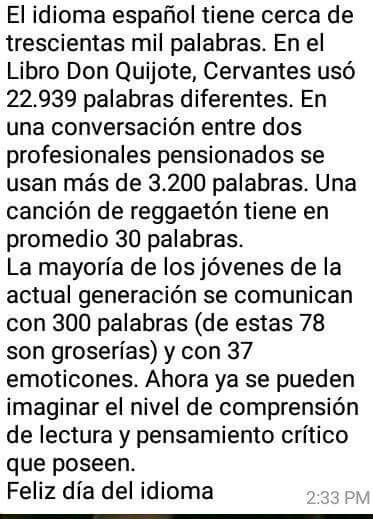 El idioma español tiene cerca de
trescientas mil palabras. En el
Libro Don Quijote, Cervantes usó
22.939 palabras diferentes. En
una conversación entre dos
profesionales pensionados se
usan más de 3.200 palabras. Una
canción de reggaetón tiene en
promedio 30 palabras.
La mayoría de los jóvenes de la
actual generación se comunican
con 300 palabras (de estas 78
son groserías) y con 37
emoticones. Ahora ya se pueden
imaginar el nivel de comprensión
de lectura y pensamiento crítico
que poseen.
Feliz día del idioma
2:33 PM